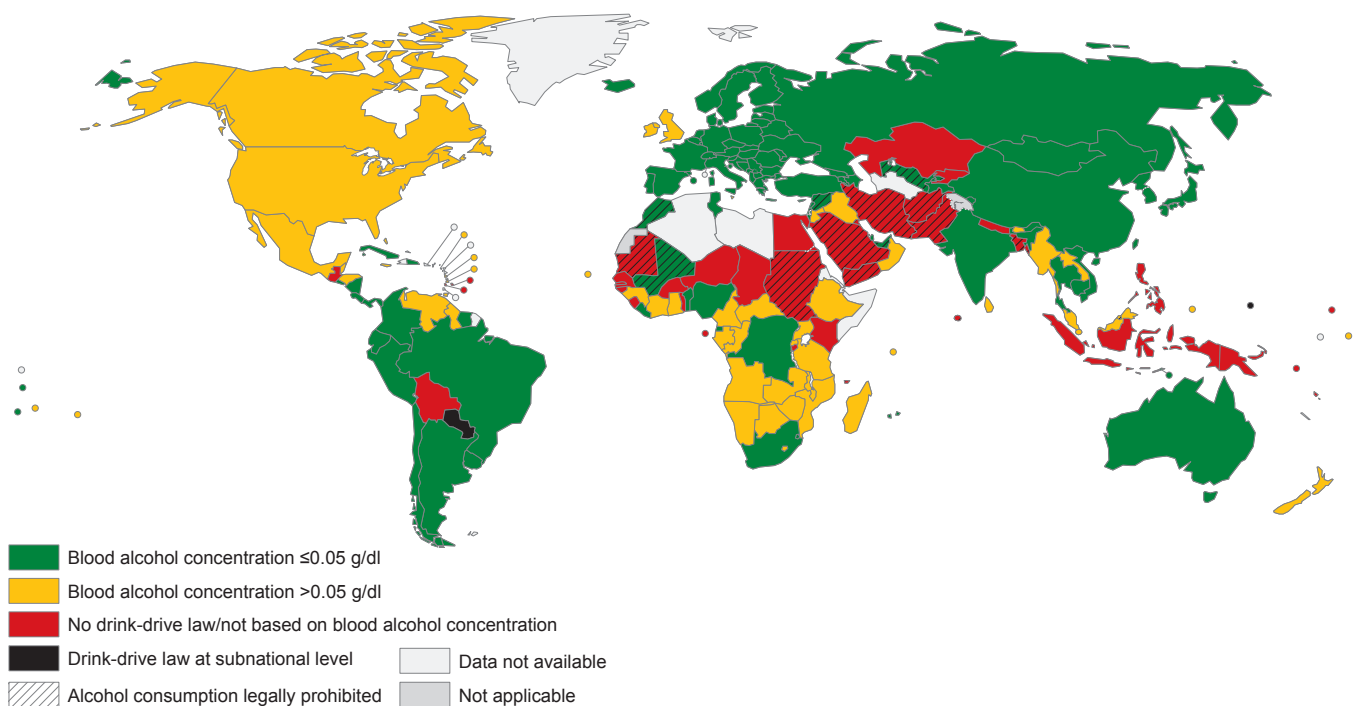 Blood alcohol concentration ≤0.05 g/dl
Blood alcohol concentration >0.05 g/dl
No drink-drive law/not based on blood alcohol concentration
Drink-drive law at subnational level
Data not available
Alcohol consumption legally prohibited
Not applicable